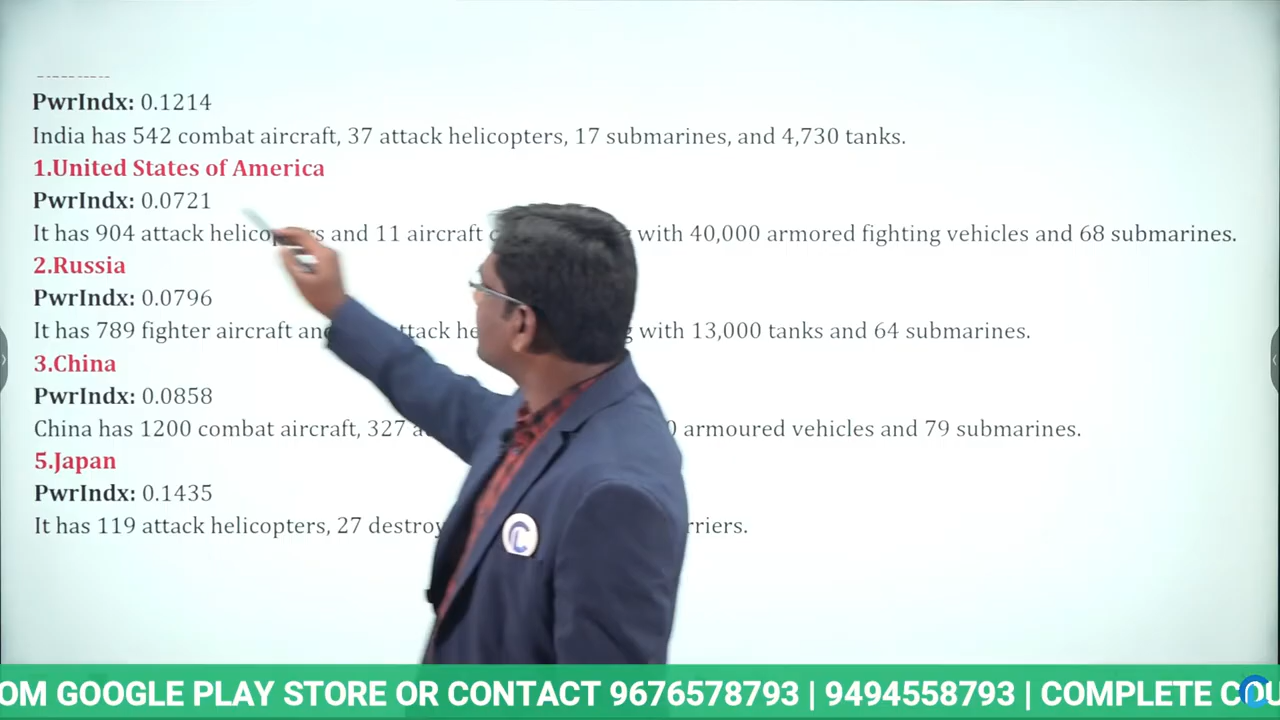 PwrIndx: 0.1214
India has 542 combat aircraft, 37 attack helicopters, 17 submarines, and 4,730 tanks.
1.United States of America
PwrIndx: 0.0721
It has 904 attack and 11 aircraft with 40,000 armored fighting vehicles and 68 submarines.
2.Russia
PwrIndx: 0.0796
It has 789 fighter aircraft with 13,000 tanks and 64 submarines.
3.China
PwrIndx: 0.0858
China has 1200 combat aircraft, 327 armoured vehicles and 79 submarines.
5.Japan
PwrIndx: 0.1435
It has 119 attack helicopters, 27
OM GOOGLE PLAY STORE OR CONTACT 9676578793 | 9494558793 | COMPLETE